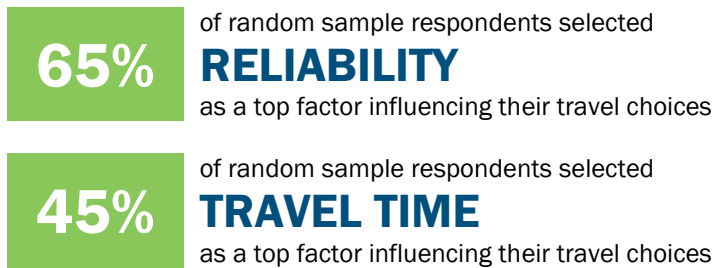 65%
of random sample respondents selected
RELIABILITY
as a top factor influencing their travel choices
45%
of random sample respondents selected
TRAVEL TIME
as a top factor influencing their travel choices